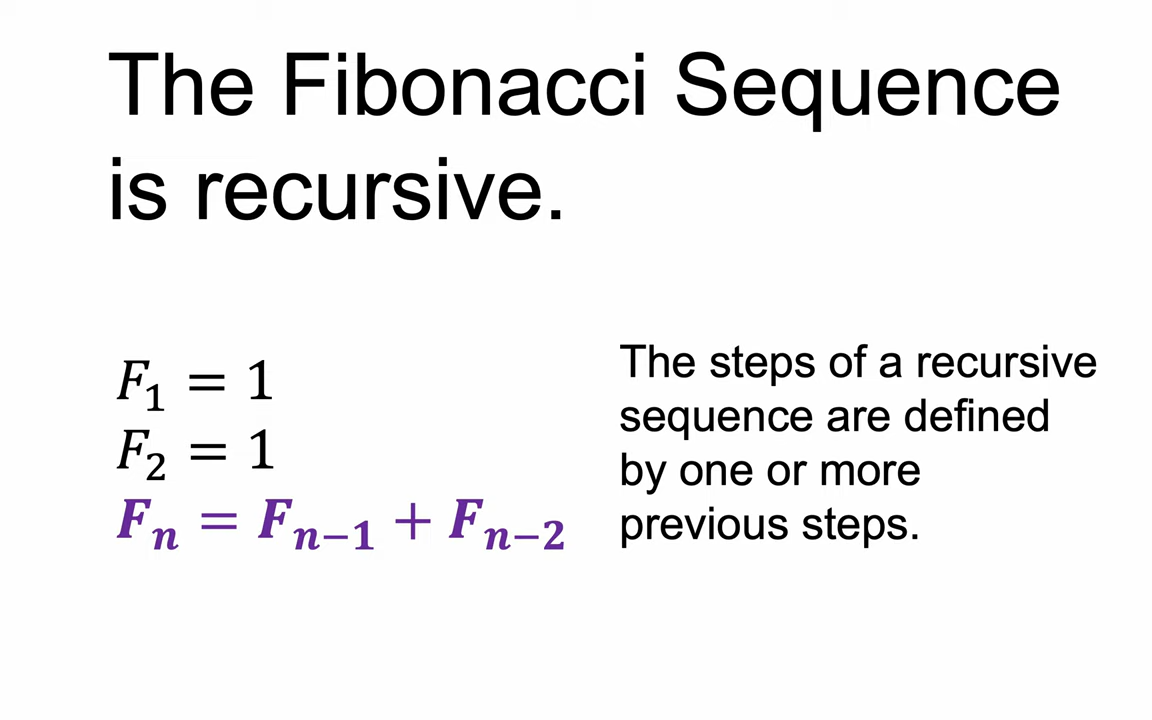 The Fibonacci Sequence
is recursive.
F₁ = 1
F₂ = 1
Fₙ = Fₙ₋₁ + Fₙ₋₂
The steps of a recursive
sequence are defined
by one or more
previous steps.